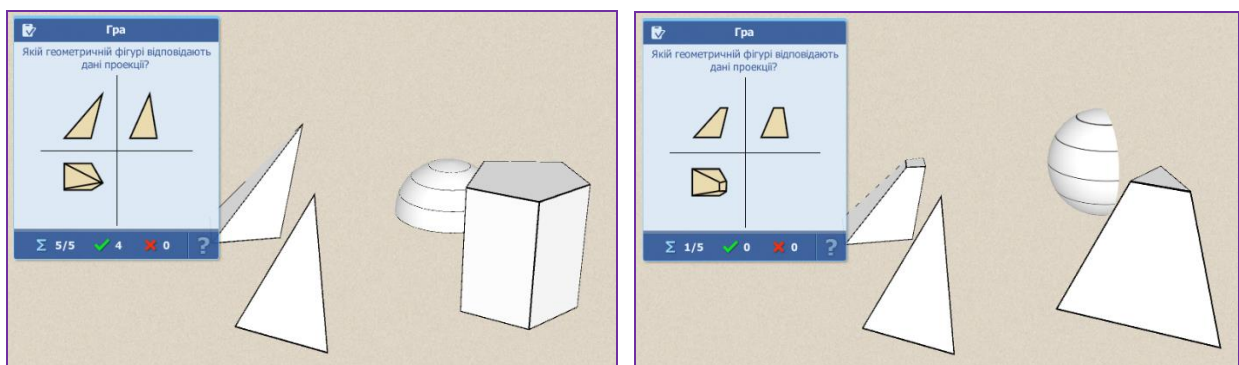 Гра
Якій геометричній фігурі відповідають
дані проекції?
Σ 5/5 ✓ 4 ✗ 0 ?
Гра
Якій геометричній фігурі відповідають
дані проекції?
Σ 1/5 ✓ 0 ✗ 0 ?